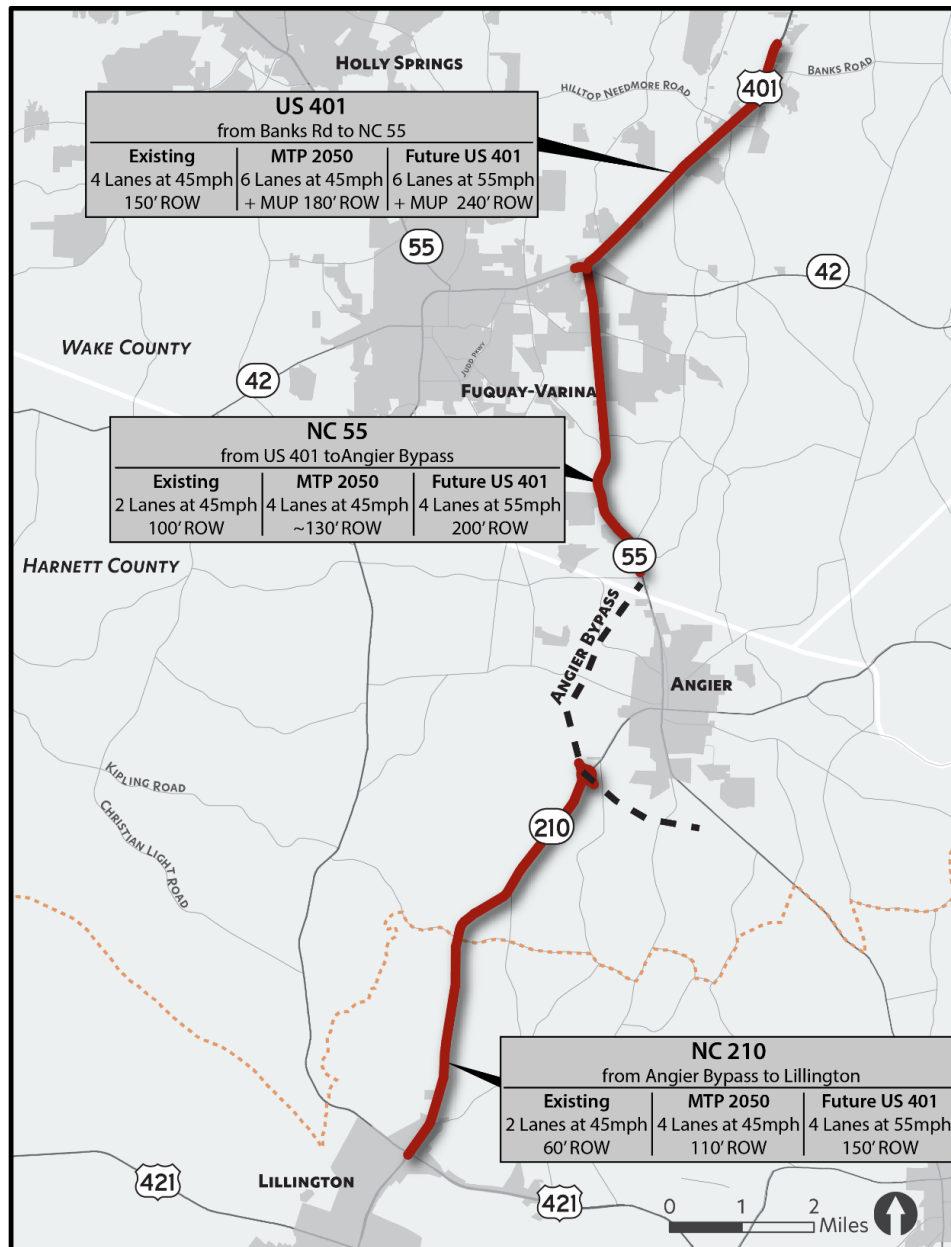 HOLLY SPRINGS
BANKS ROAD
HILLTOP NEEDMORE ROAD
401
US 401
from Banks Rd to NC 55
Existing MTP 2050 Future US 401
4 Lanes at 45mph 6 Lanes at 45mph 6 Lanes at 55mph
150' ROW + MUP 180' ROW + MUP 240' ROW
55
42
WAKE COUNTY
JUDD PKWY
42
FUQUAY-VARINA
NC 55
from US 401 toAngier Bypass
Existing MTP 2050 Future US 401
2 Lanes at 45mph 4 Lanes at 45mph 4 Lanes at 55mph
100' ROW ~130' ROW 200' ROW
55
HARNETT COUNTY
ANGIER BYPASS
ANGIER
KIPLING ROAD
CHRISTIAN LIGHT ROAD
210
NC 210
from Angier Bypass to Lillington
Existing MTP 2050 Future US 401
2 Lanes at 45mph 4 Lanes at 45mph 4 Lanes at 55mph
60' ROW 110' ROW 150' ROW
LILLINGTON
421
421
0 1 2
Miles